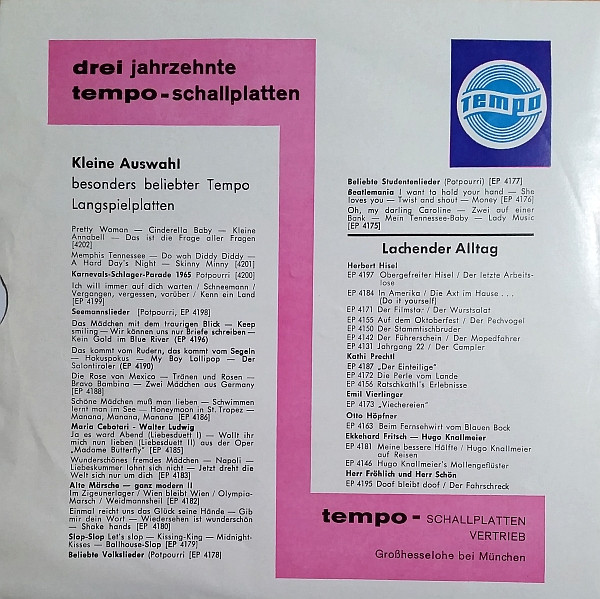 drei jahrzehnte
tempo-schallplatten
TEMPO
Kleine Auswahl
besonders beliebter Tempo
Langspielplatten
Pretty Woman — Cinderella Baby — Kleine
Annabell — Das ist die Frage aller Fragen
[4202]
Memphis Tennessee — Do wah Diddy Diddy —
A Hard Day's Night — Skinny Minny [4201]
Karnevals-Schlager-Parade 1965 Potpourri [4200]
Ich will immer auf dich warten / Schneemann /
Vergangen, vergessen, vorüber / Kenn ein Land
[EP 4199]
Seemannslieder [Potpourri, EP 4198]
Das Mädchen mit dem traurigen Blick — Keep
smiling — Wir können uns nur Briefe schreiben —
Kein Gold im Blue River (EP 4196)
Das kommt vom Rudern, das kommt vom Segeln
— Hokuspokus — My Boy Lollipop — Der
Salontiroler (EP 4190)
Die Rose von Mexico — Tränen und Rosen —
Bravo Bambina — Zwei Mädchen aus Germany
[EP 4188]
Schöne Mädchen muß man lieben — Schwimmen
lernt man im See — Honeymoon in St. Tropez —
Manana, Manana, Manana [EP 4186]
Maria Cebotari - Walter Ludwig
Ja es ward Abend (Liebesduett I) — Wollt ihr
mich nun lieben (Liebesduett II) aus der Oper
„Madame Butterfly" [EP 4185]
Wunderschönes fremdes Mädchen — Napoli —
Liebeskummer lohnt sich nicht — Jetzt dreht die
Welt sich nur um dich [EP 4183]
Alte Märsche — ganz modern II
Im Zigeunerlager / Wien bleibt Wien / Olympia-
Marsch / Weidmannsheil [EP 4182]
Einmal reicht uns das Glück seine Hände — Gib
mir dein Wort — Wiedersehen ist wunderschön
— Shake hands [EP 4180]
Slop-Slop Let's slop — Kissing-King — Midnight-
Kisses — Ballhouse-Slop [EP 4179]
Beliebte Volkslieder (Potpourri [EP 4178)
Beliebte Studentenlieder (Potpourri) [EP 4177]
Beatlemania I want to hold your hand — She
loves you — Twist and shout — Money [EP 4176]
Oh, my darling Caroline — Zwei auf einer
Bank — Mein Tennessee-Baby — Lady Music
[EP 4175]
Lachender Alltag
Herbert Hisel
EP 4197 Obergefreiter Hisel / Der letzte Arbeits-
lose
EP 4184 In Amerika / Die Axt im Hause . . .
(Do it yourself)
EP 4171 Der Filmstar / Der Wurstsalat
EP 4155 Auf dem Oktoberfest / Der Pechvogel
EP 4150 Der Stammtischbruder
EP 4142 Der Führerschein / Der Mopedfahrer
EP 4131 Jahrgang 22 / Der Campler
Kathi Prechtl
EP 4187 „Der Einteilige"
EP 4172 Die Perle vom Lande
EP 4156 Ratschkathl's Erlebnisse
Emil Vierlinger
EP 4173 „Viechereien"
Otto Höpfner
EP 4163 Beim Fernsehwirt vom Blauen Bock
Ekkehard Fritsch — Hugo Knallmeier
EP 4181 Meine bessere Hälfte / Hugo Knallmeier
auf Reisen
EP 4146 Hugo Knallmeier's Mollengeflüster
Herr Fröhlich und Herr Schön
EP 4195 Doof bleibt doof / Der Fahrschreck
tempo - SCHALLPLATTEN
VERTRIEB
Großhesselohe bei München